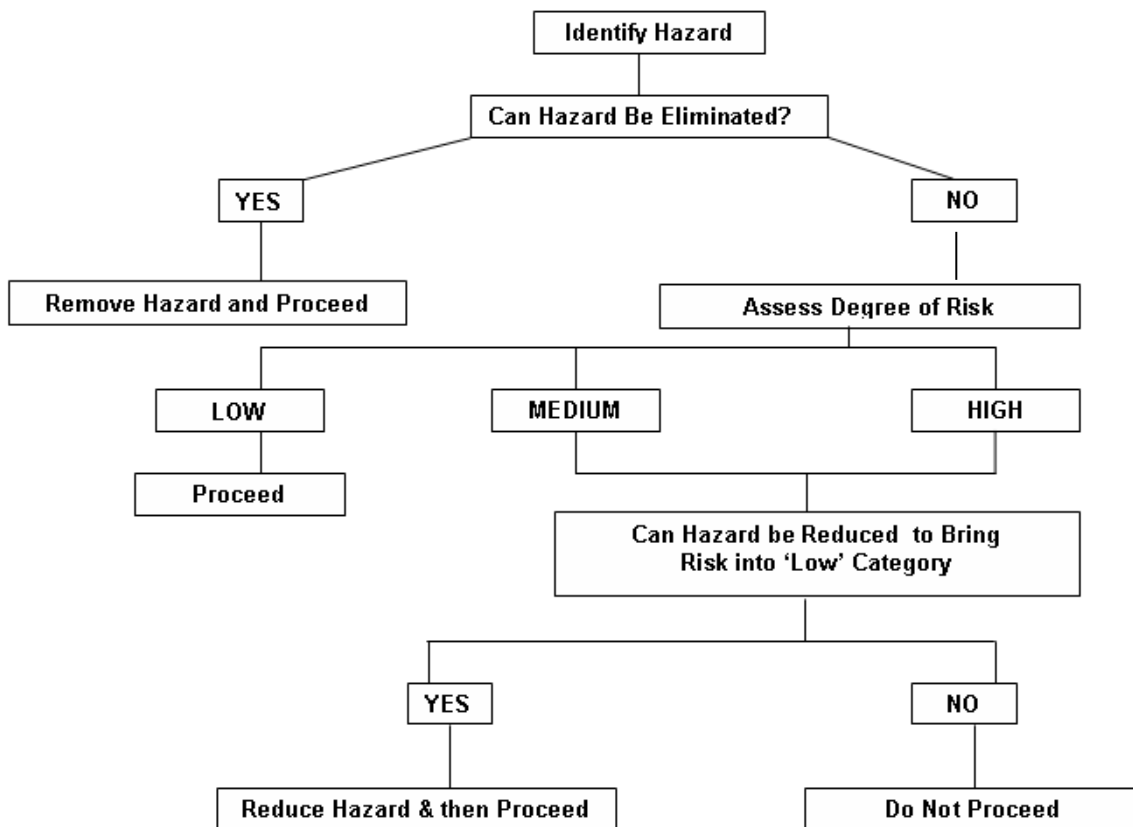 Identify Hazard
Can Hazard Be Eliminated?
YES
NO
Remove Hazard and Proceed
Assess Degree of Risk
LOW
MEDIUM
HIGH
Proceed
Can Hazard be Reduced to Bring
Risk into ‘Low’ Category
YES
NO
Reduce Hazard & then Proceed
Do Not Proceed